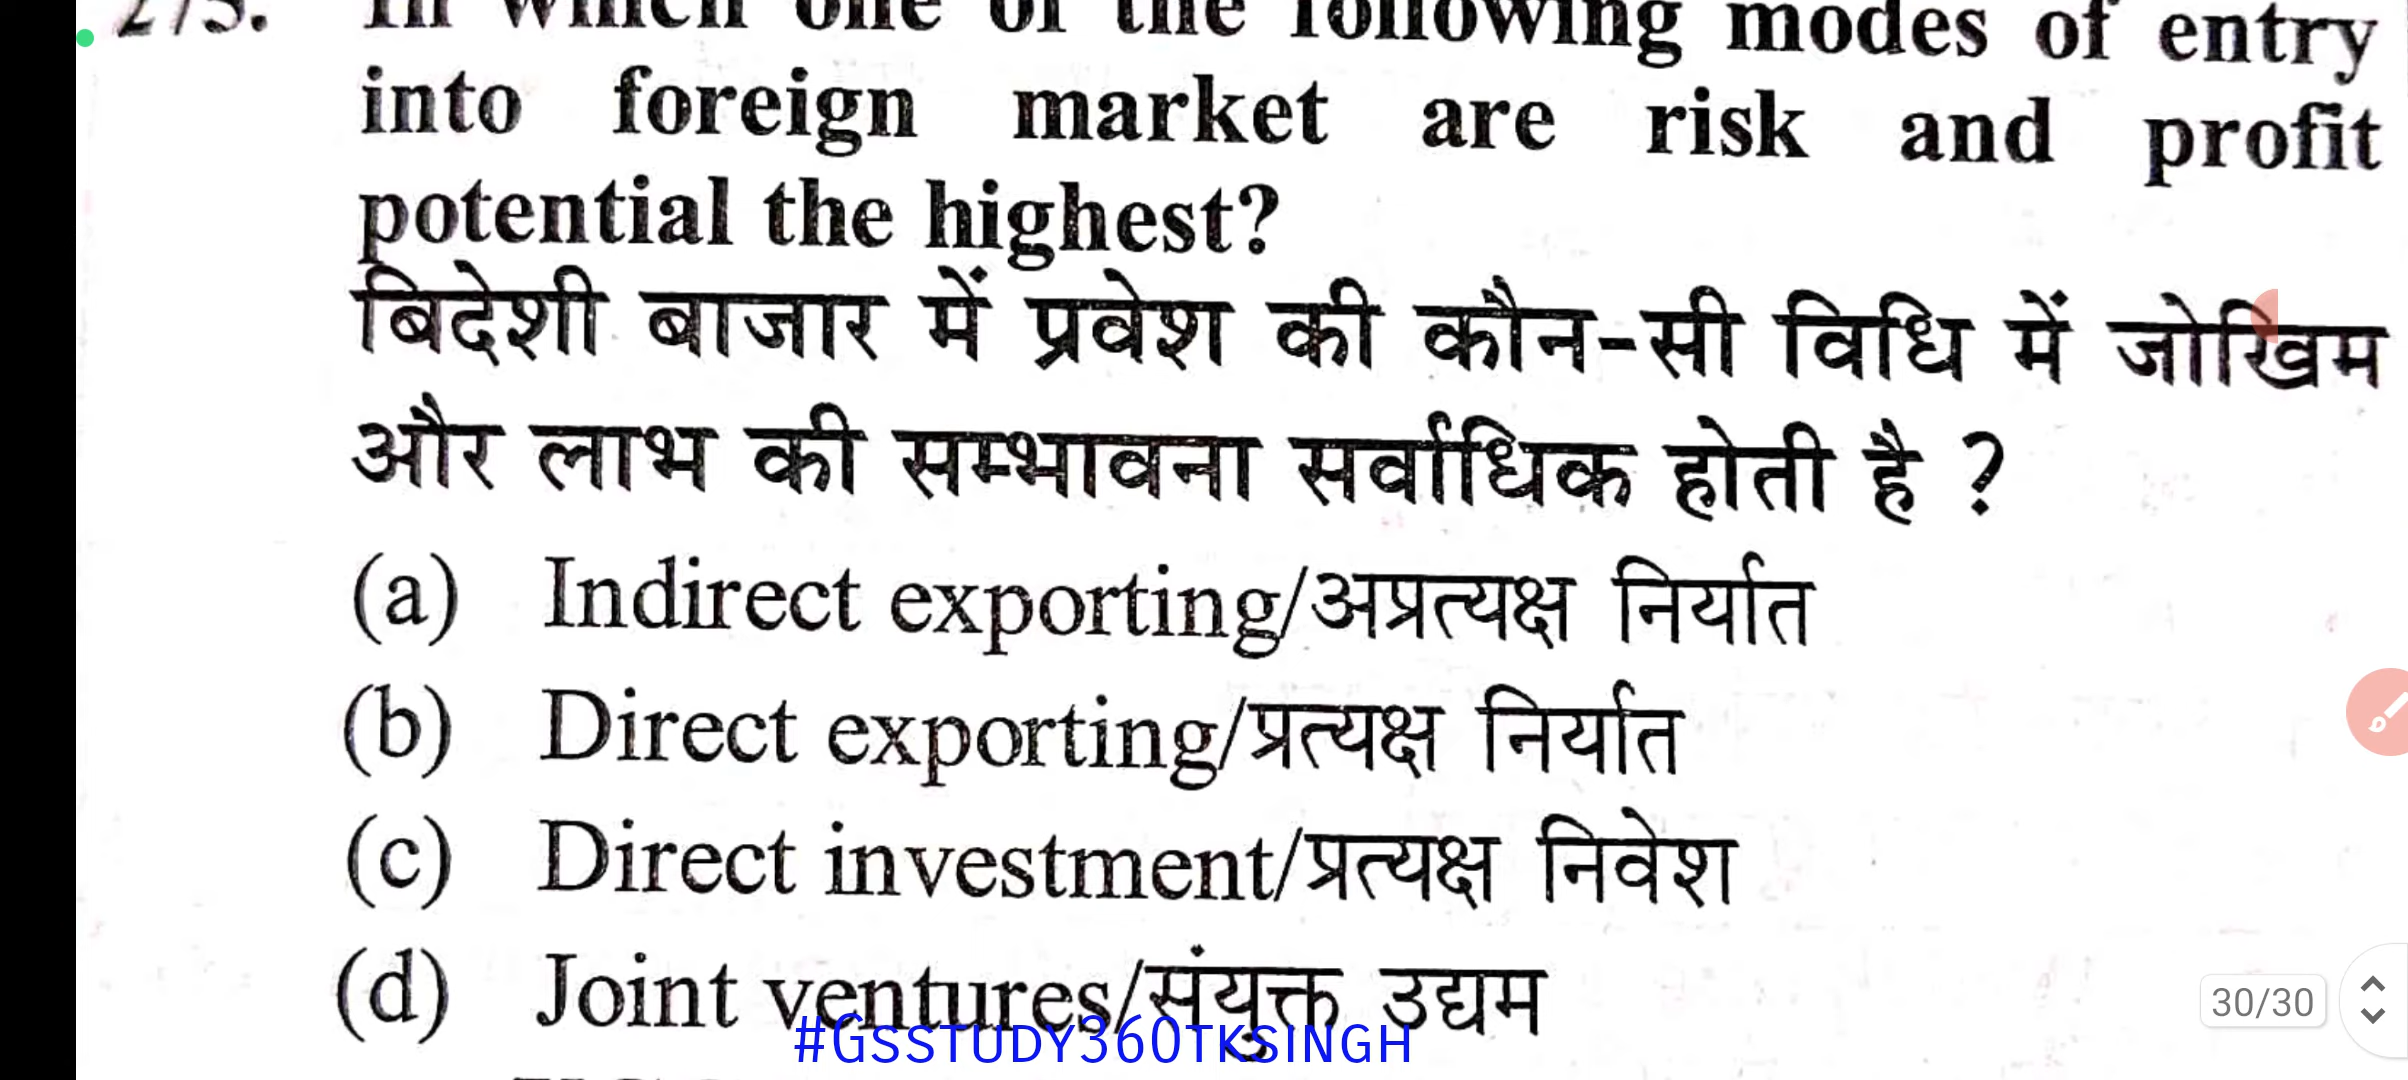 275. In which one of the following modes of entry
into foreign market are risk and profit
potential the highest?
बिदेशी बाजार में प्रवेश की कौन-सी विधि में जोखिम
और लाभ की सम्भावना सर्वाधिक होती है ?
(a) Indirect exporting/अप्रत्यक्ष निर्यात
(b) Direct exporting/प्रत्यक्ष निर्यात
(c) Direct investment/प्रत्यक्ष निवेश
(d) Joint ventures/संयुक्त उद्यम
#GSSTUDY360TKSINGH
30/30